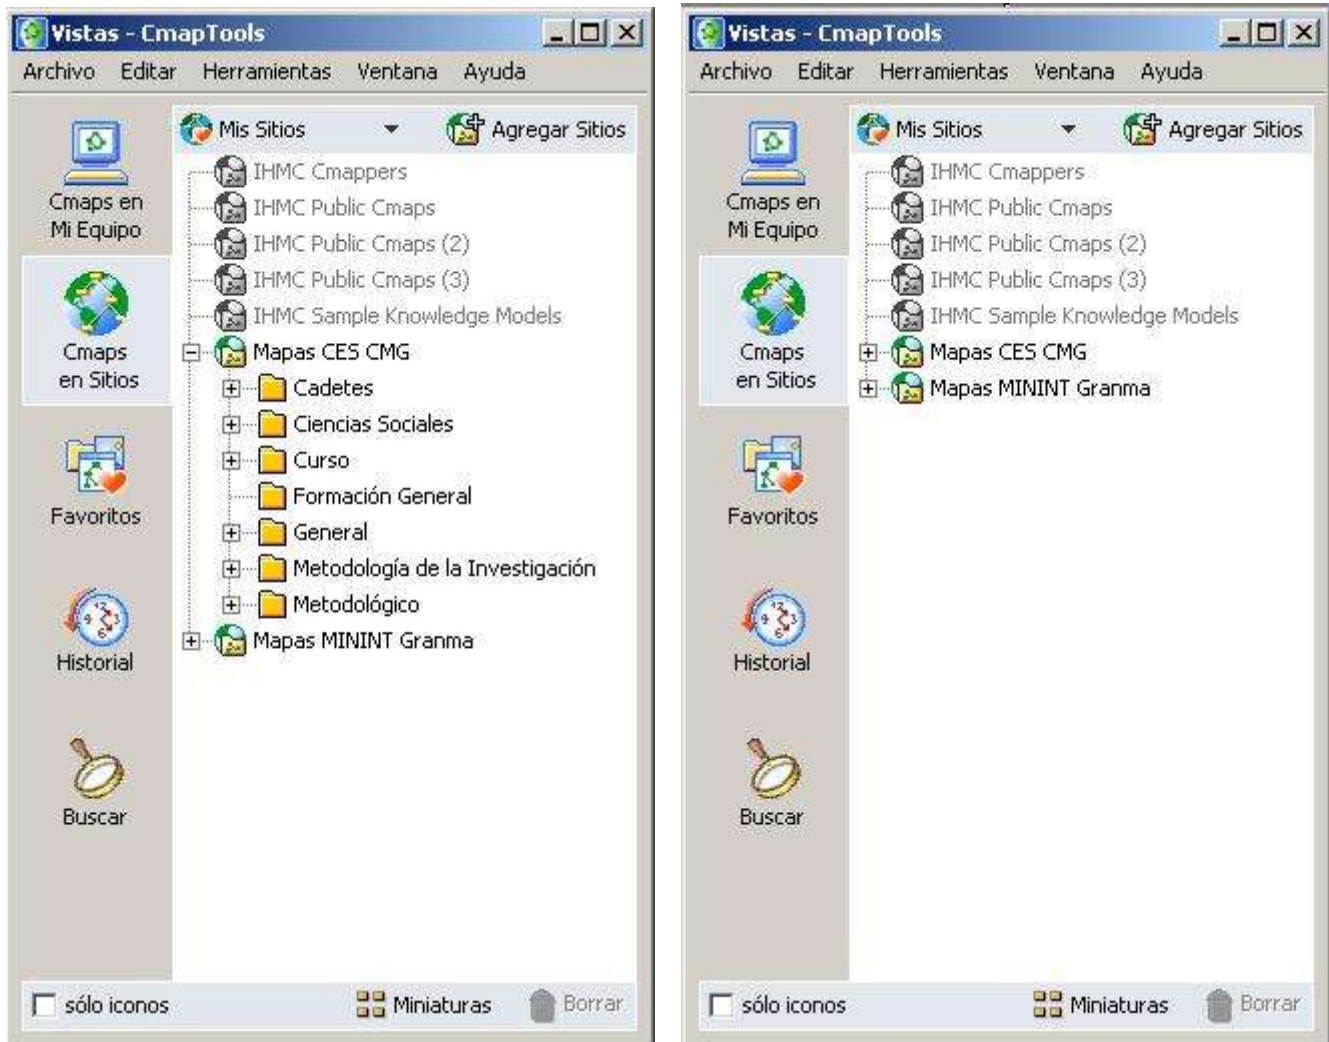 Vistas - CmapTools
Archivo Editar Herramientas Ventana Ayuda
Mis Sitios Agregar Sitios
Cmaps en
Mi Equipo
Cmaps
en Sitios
Favoritos
Historial
Buscar
IHMC Cmappers
IHMC Public Cmaps
IHMC Public Cmaps (2)
IHMC Public Cmaps (3)
IHMC Sample Knowledge Models
Mapas CES CMG
Cadetes
Ciencias Sociales
Curso
Formación General
General
Metodología de la Investigación
Metodológico
Mapas MININT Granma
sólo iconos Miniaturas Borrar
Vistas - CmapTools
Archivo Editar Herramientas Ventana Ayuda
Mis Sitios Agregar Sitios
Cmaps en
Mi Equipo
Cmaps
en Sitios
Favoritos
Historial
Buscar
IHMC Cmappers
IHMC Public Cmaps
IHMC Public Cmaps (2)
IHMC Public Cmaps (3)
IHMC Sample Knowledge Models
Mapas CES CMG
Mapas MININT Granma
sólo iconos Miniaturas Borrar